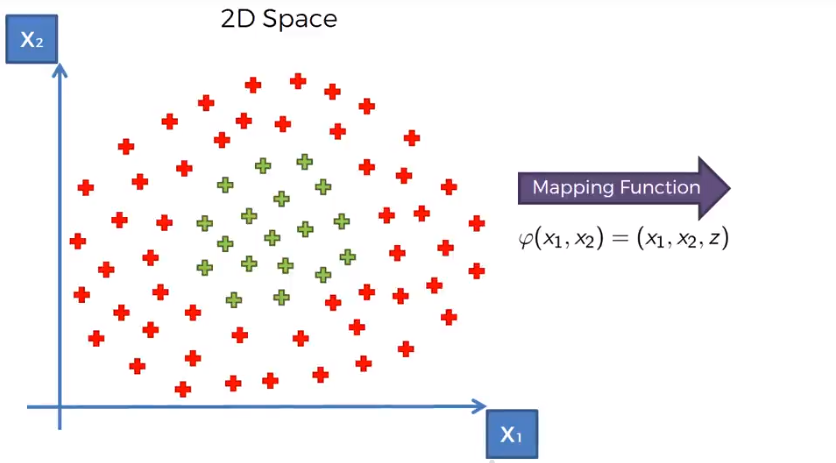 2D Space
X₂
Mapping Function
φ(x₁, x₂) = (x₁, x₂, z)
X₁